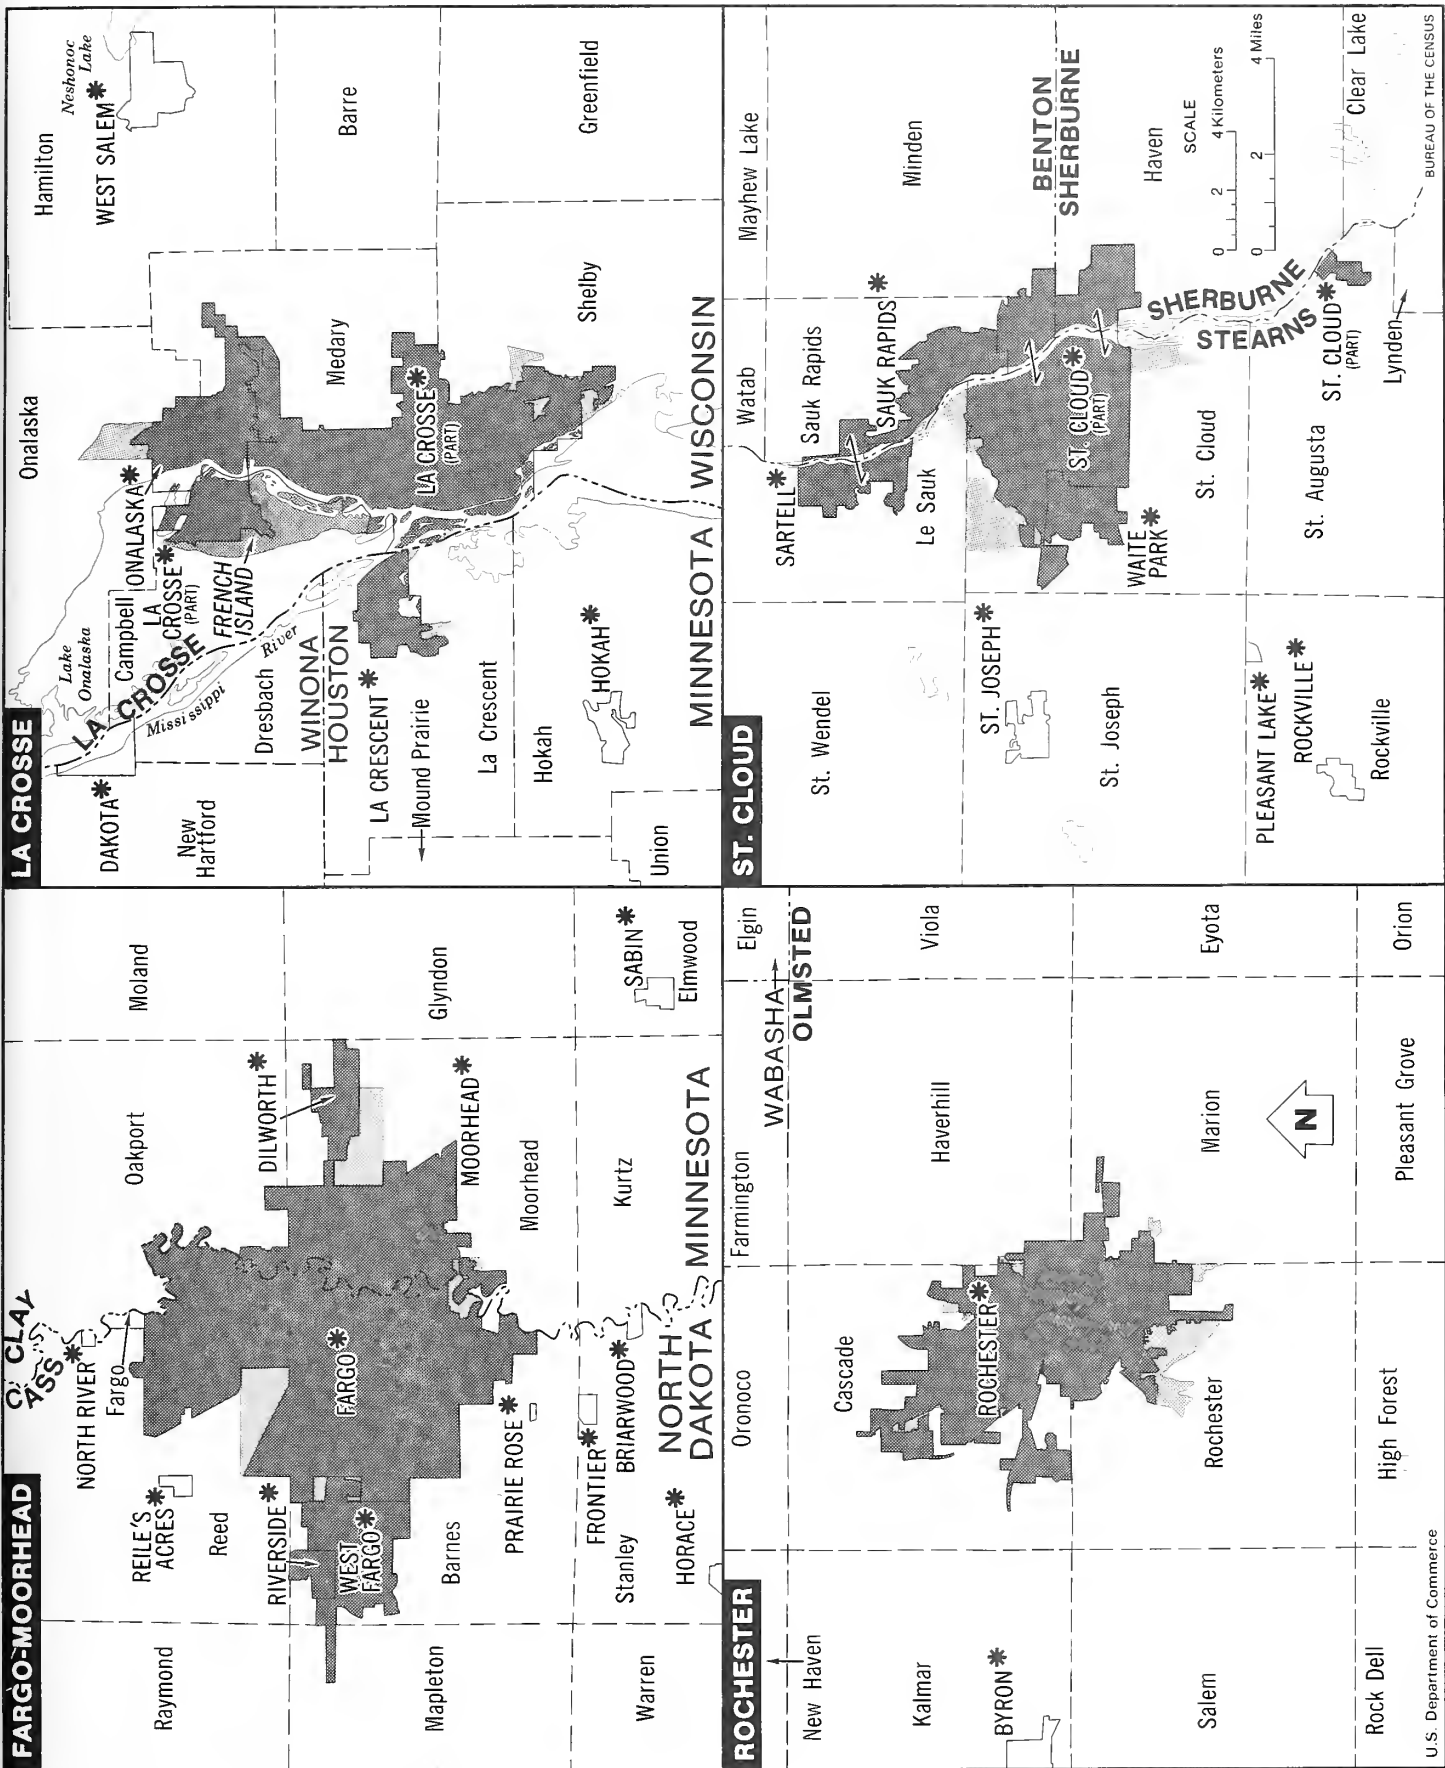 FARGO-MOORHEAD
CASS
CLAY
NORTH RIVER
Fargo
REILE'S
ACRES
Reed
Raymond
Oakport
Moland
RIVERSIDE
DILWORTH
WEST
FARGO
FARGO
Mapleton
Barnes
MOORHEAD
Glyndon
PRAIRIE ROSE
Moorhead
FRONTIER
BRIARWOOD
Stanley
Warren
HORACE
Kurtz
SABIN
Elmwood
NORTH
DAKOTA
MINNESOTA
LA CROSSE
Lake
Onalaska
Onalaska
Hamilton
Neshonoc
Lake
WEST SALEM
DAKOTA
LA CROSSE
Campbell
ONALASKA
LA
CROSSE
(PART)
Mississippi
River
FRENCH
ISLAND
New
Hartford
Dresbach
WINONA
HOUSTON
Medary
Barre
LA CRESCENT
Mound Prairie
LA CROSSE
(PART)
La Crescent
Hokah
HOKAH
Shelby
Greenfield
Union
MINNESOTA
WISCONSIN
ROCHESTER
New Haven
Oronoco
Farmington
Elgin
WABASHA
OLMSTED
Kalmar
BYRON
Cascade
ROCHESTER
Haverhill
Viola
Salem
Rochester
Marion
Eyota
N
Rock Dell
High Forest
Pleasant Grove
Orion
U.S. Department of Commerce
ST. CLOUD
SARTELL
Watab
Mayhew Lake
Sauk Rapids
SAUK RAPIDS
Minden
St. Wendel
Le Sauk
ST. JOSEPH
St. Joseph
ST. CLOUD
(PART)
BENTON
SHERBURNE
WAITE
PARK
St. Cloud
Haven
SHERBURNE
STEARNS
PLEASANT LAKE
ROCKVILLE
Rockville
St. Augusta
ST. CLOUD
(PART)
Lynden
Clear Lake
SCALE
0 2 4 Kilometers
0 2 4 Miles
BUREAU OF THE CENSUS